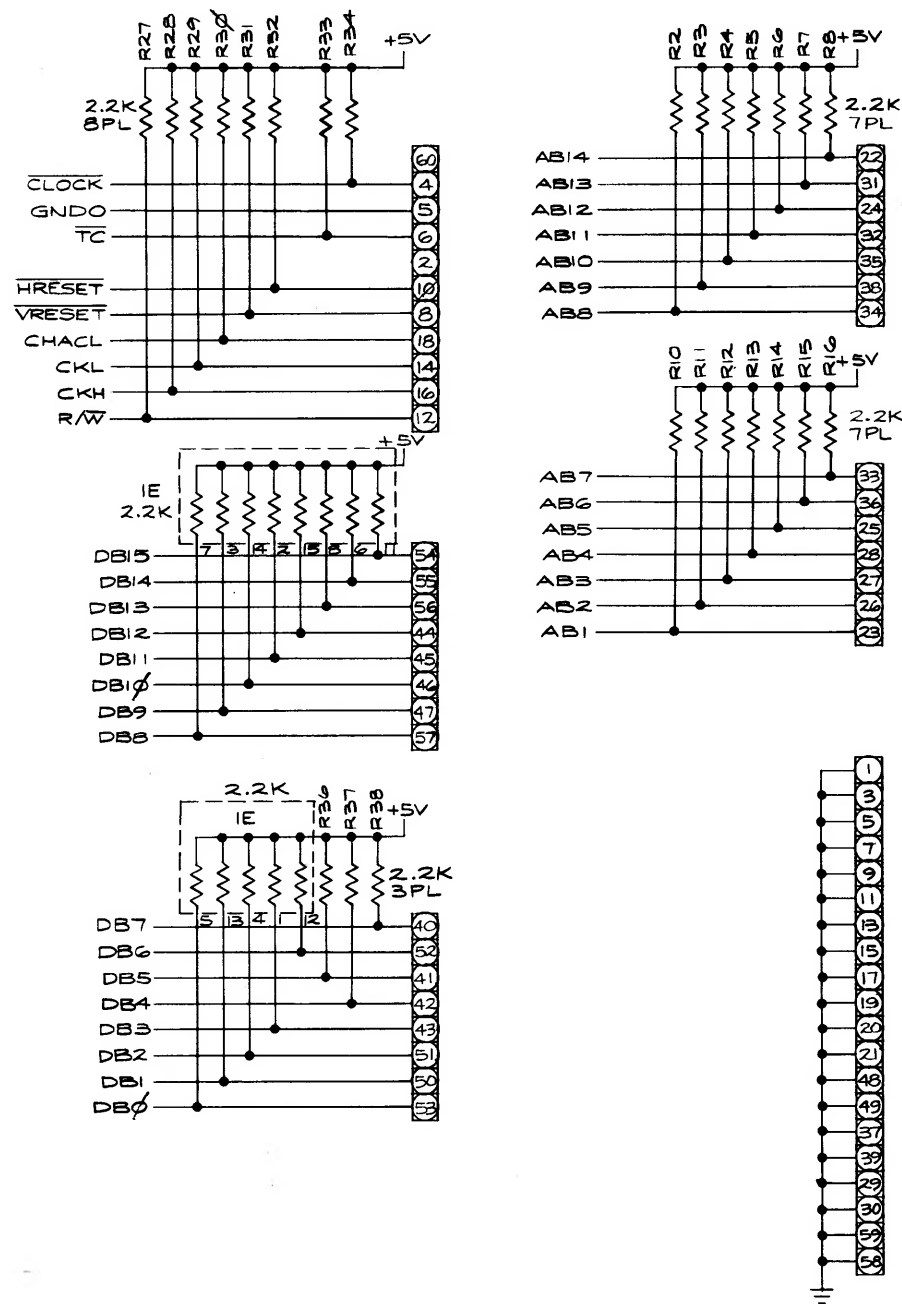 R27 R28 R29 R3Ø R31 R32 R33 R34 +5V
2.2K
8PL
60
CLOCK 4
GNDO 5
TC 6
2
HRESET 10
VRESET 8
CHACL 18
CKL 14
CKH 16
R/W 12
+5V
1E
2.2K
7 3 14 2 15 8 6 11
DB15 54
DB14 55
DB13 56
DB12 44
DB11 45
DB1Ø 46
DB9 47
DB8 57
2.2K
1E
R36 R37 R38 +5V
2.2K
3PL
5 13 4 1 12
DB7 40
DB6 52
DB5 41
DB4 42
DB3 43
DB2 51
DB1 50
DBØ 53
R2 R3 R4 R5 R6 R7 R8 +5V
2.2K
7PL
AB14 22
AB13 31
AB12 24
AB11 32
AB10 35
AB9 38
AB8 34
R10 R11 R12 R13 R14 R15 R16 +5V
2.2K
7PL
AB7 33
AB6 36
AB5 25
AB4 28
AB3 27
AB2 26
AB1 23
1
3
5
7
9
11
13
15
17
19
20
21
48
49
37
39
29
30
59
58